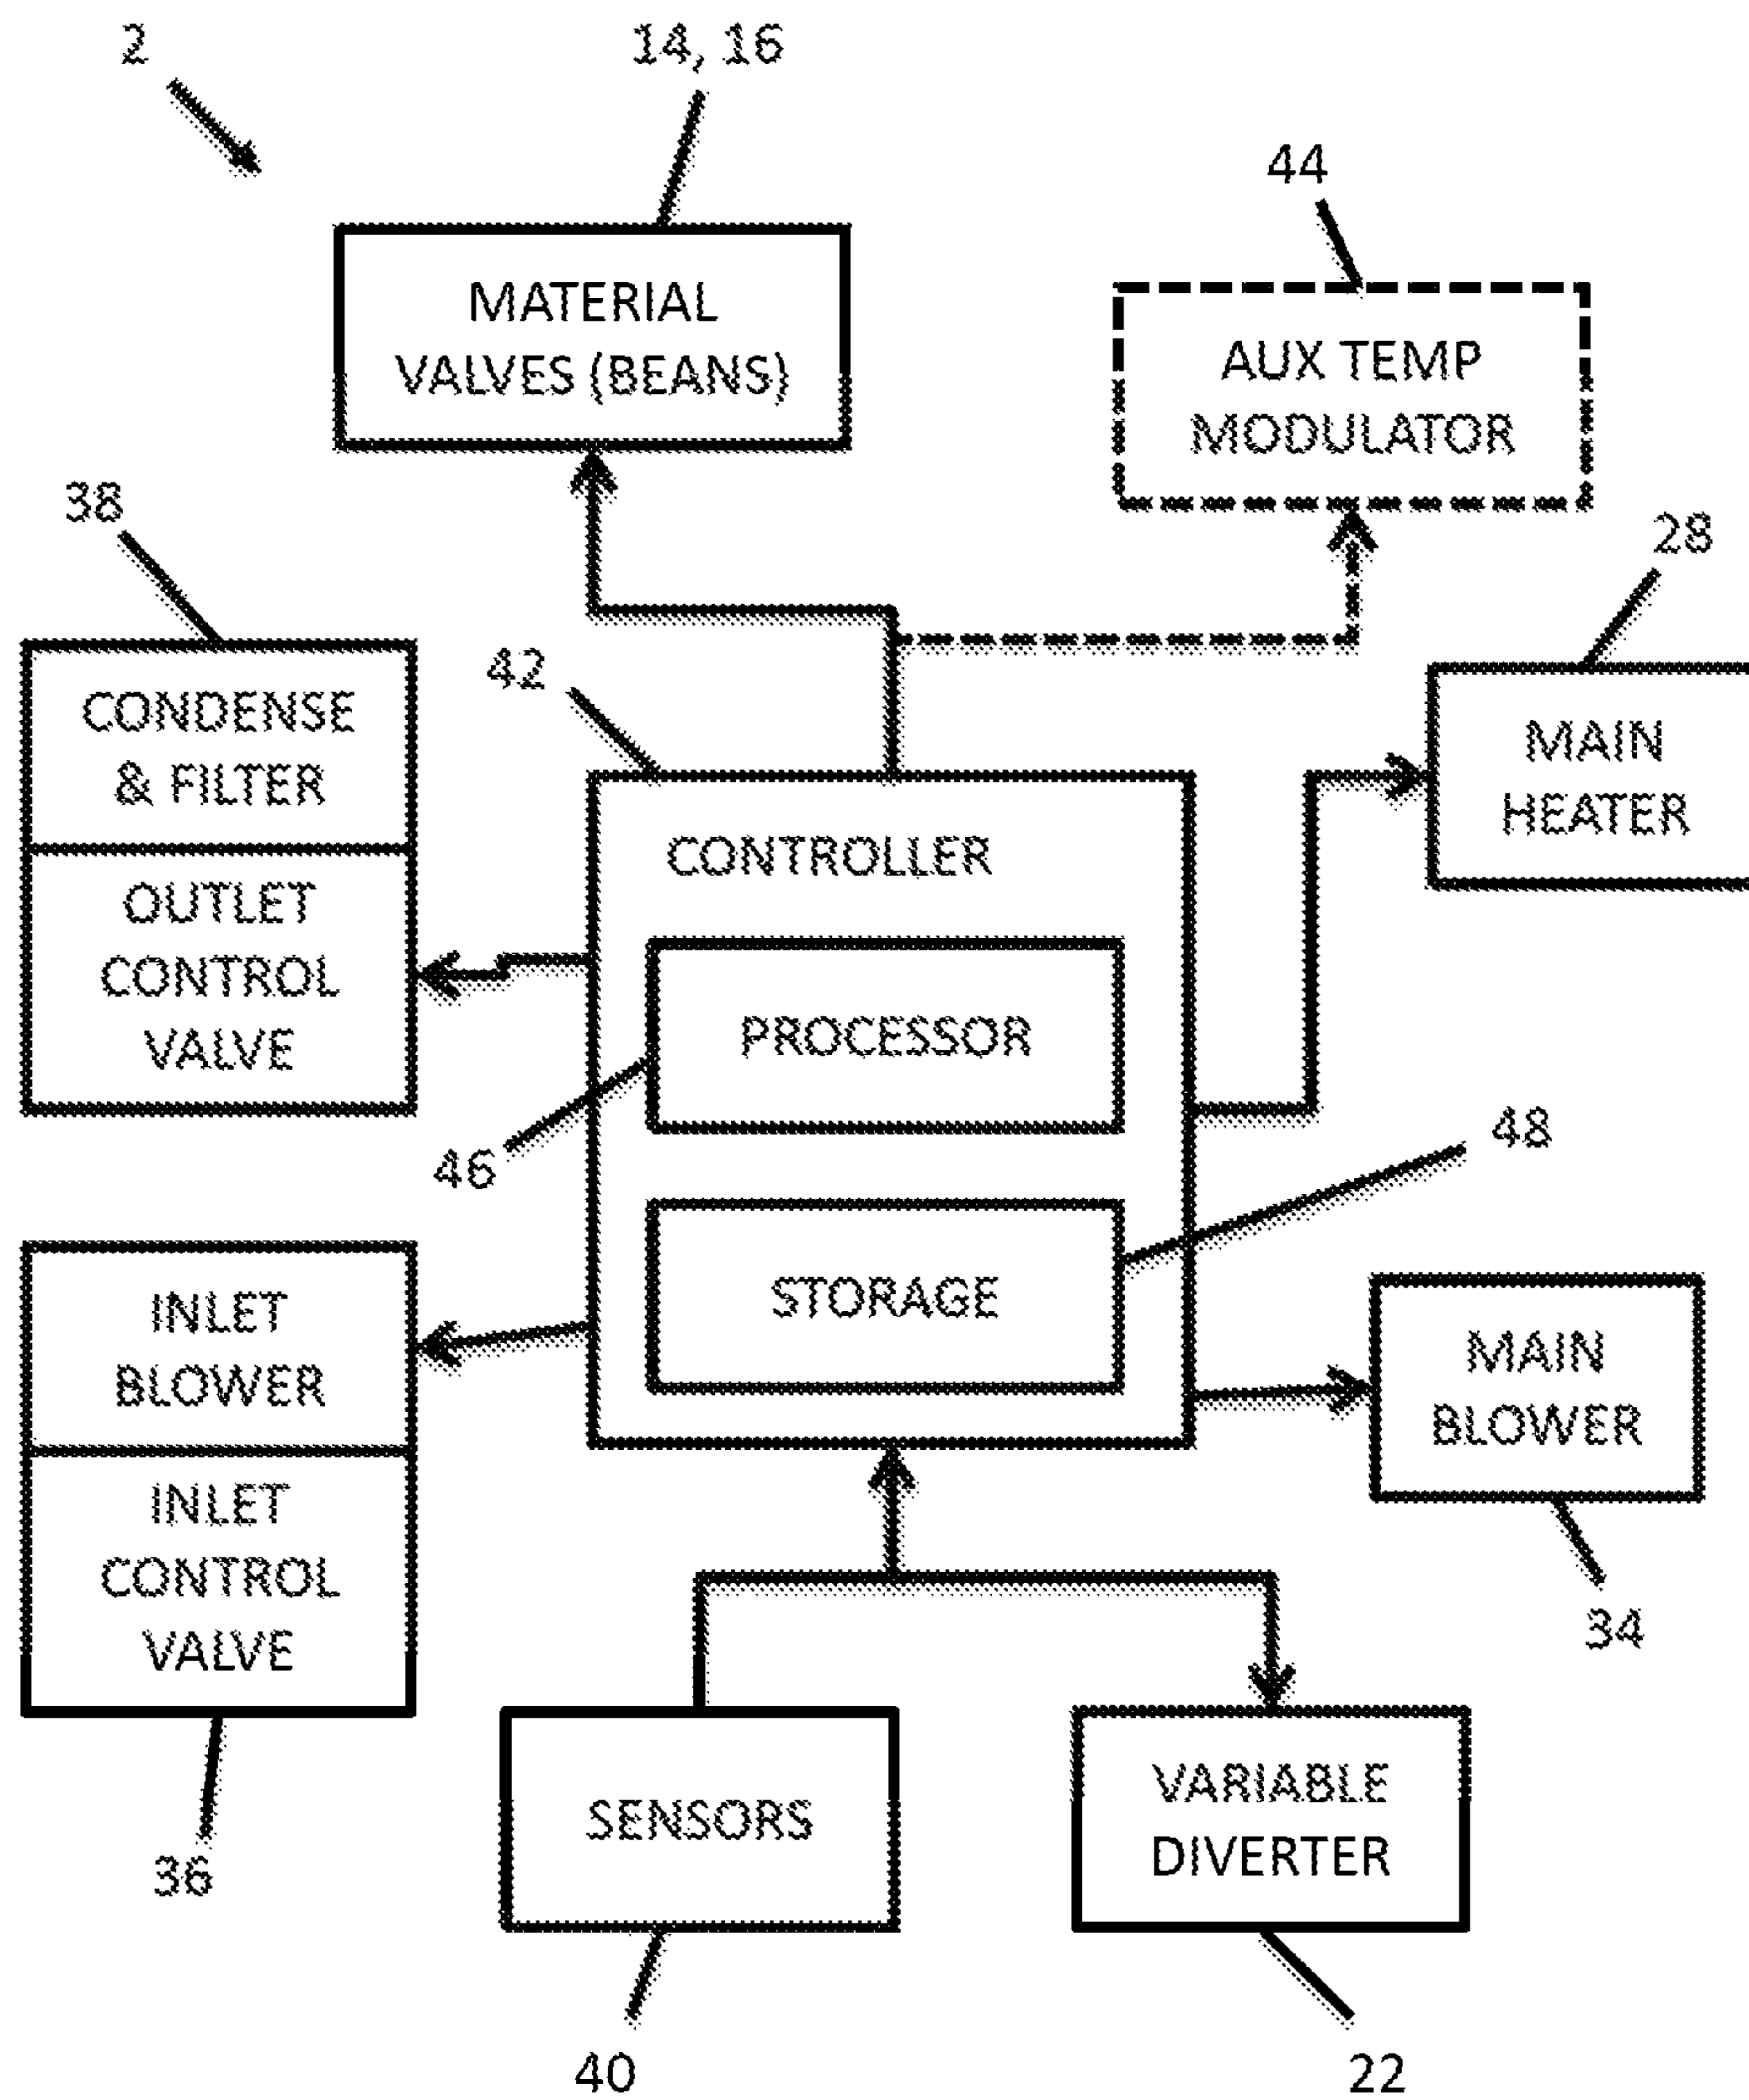 2
14, 16
MATERIAL
VALVES (BEANS)
44
AUX TEMP
MODULATOR
38
28
CONDENSE
& FILTER
OUTLET
CONTROL
VALVE
42
CONTROLLER
MAIN
HEATER
PROCESSOR
46
48
STORAGE
INLET
BLOWER
INLET
CONTROL
VALVE
MAIN
BLOWER
34
36
SENSORS
VARIABLE
DIVERTER
40
22